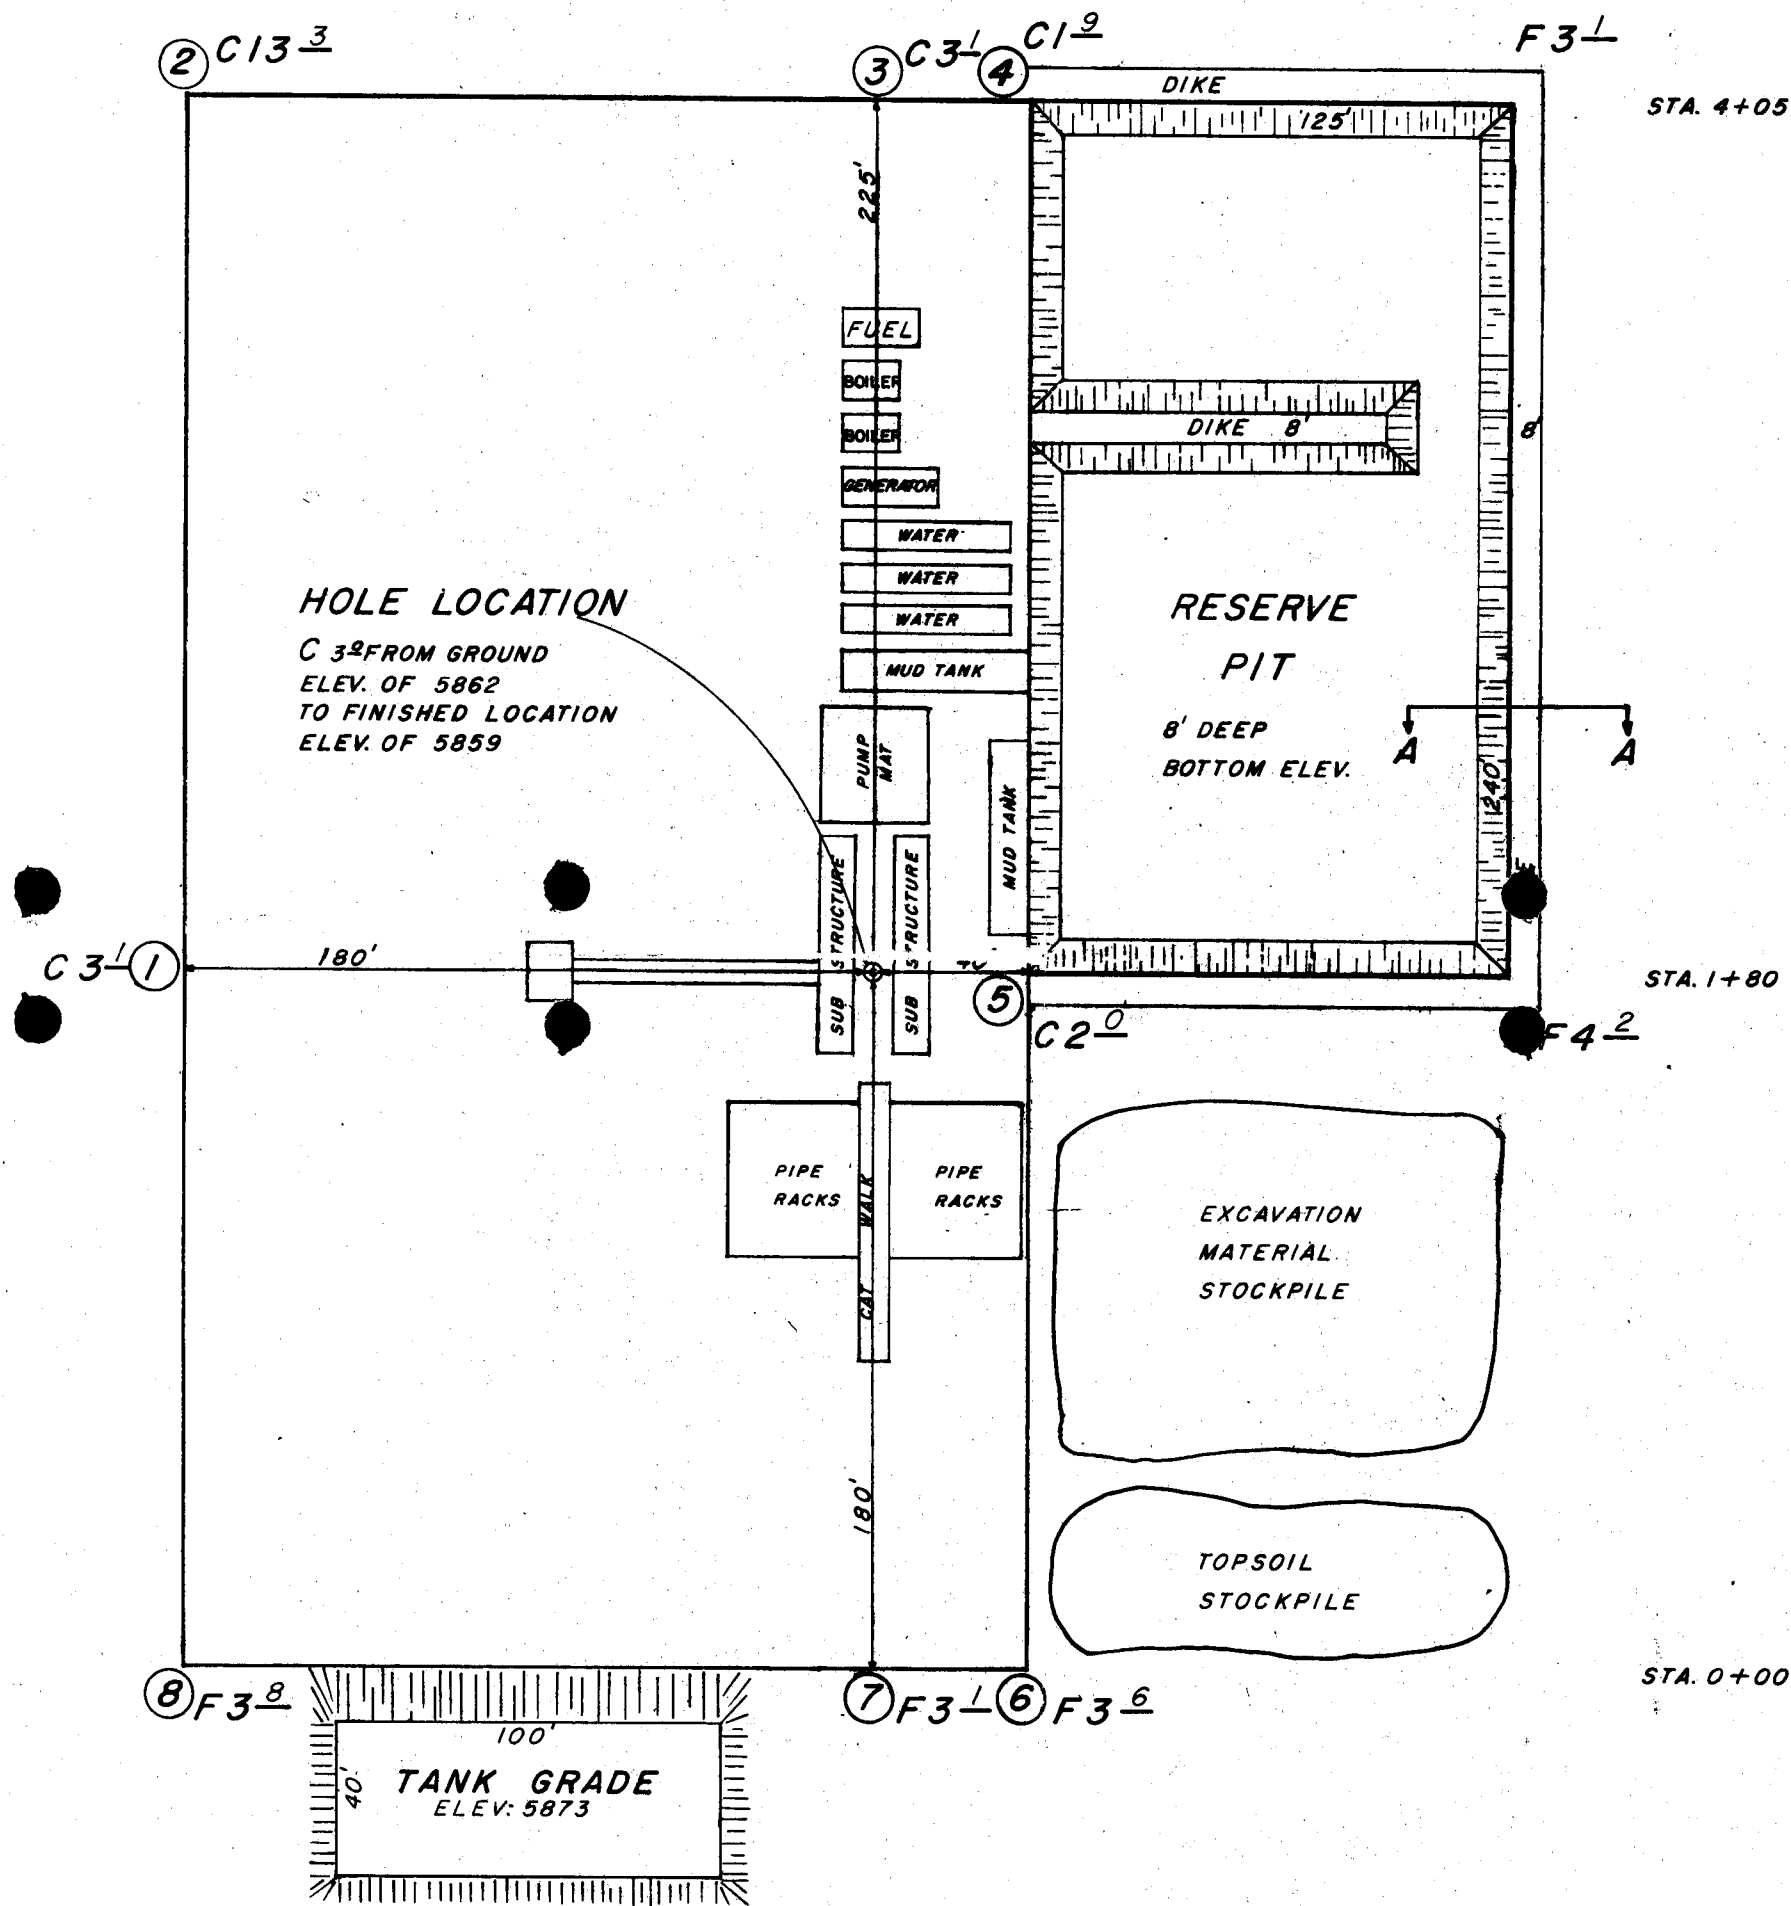 2 C13 3
3 C3 1
4 C1 9
F3 1
DIKE
STA. 4+05
125'
225'
FUEL
BOILER
BOILER
GENERATOR
WATER
WATER
WATER
MUD TANK
DIKE 8'
8'
HOLE LOCATION
C 3 0 FROM GROUND
ELEV. OF 5862
TO FINISHED LOCATION
ELEV. OF 5859
RESERVE
PIT
8' DEEP
BOTTOM ELEV.
A A
240'
PUMP
MAT
MUD TANK
SUB STRUCTURE
SUB STRUCTURE
C 3 1 1
180'
40'
5
C2 0
STA. 1+80
F4 2
PIPE
RACKS
CAT WALK
PIPE
RACKS
EXCAVATION
MATERIAL
STOCKPILE
180'
TOPSOIL
STOCKPILE
8 F3 8
7 F3 1
6 F3 6
STA. 0+00
100'
40'
TANK GRADE
ELEV: 5873